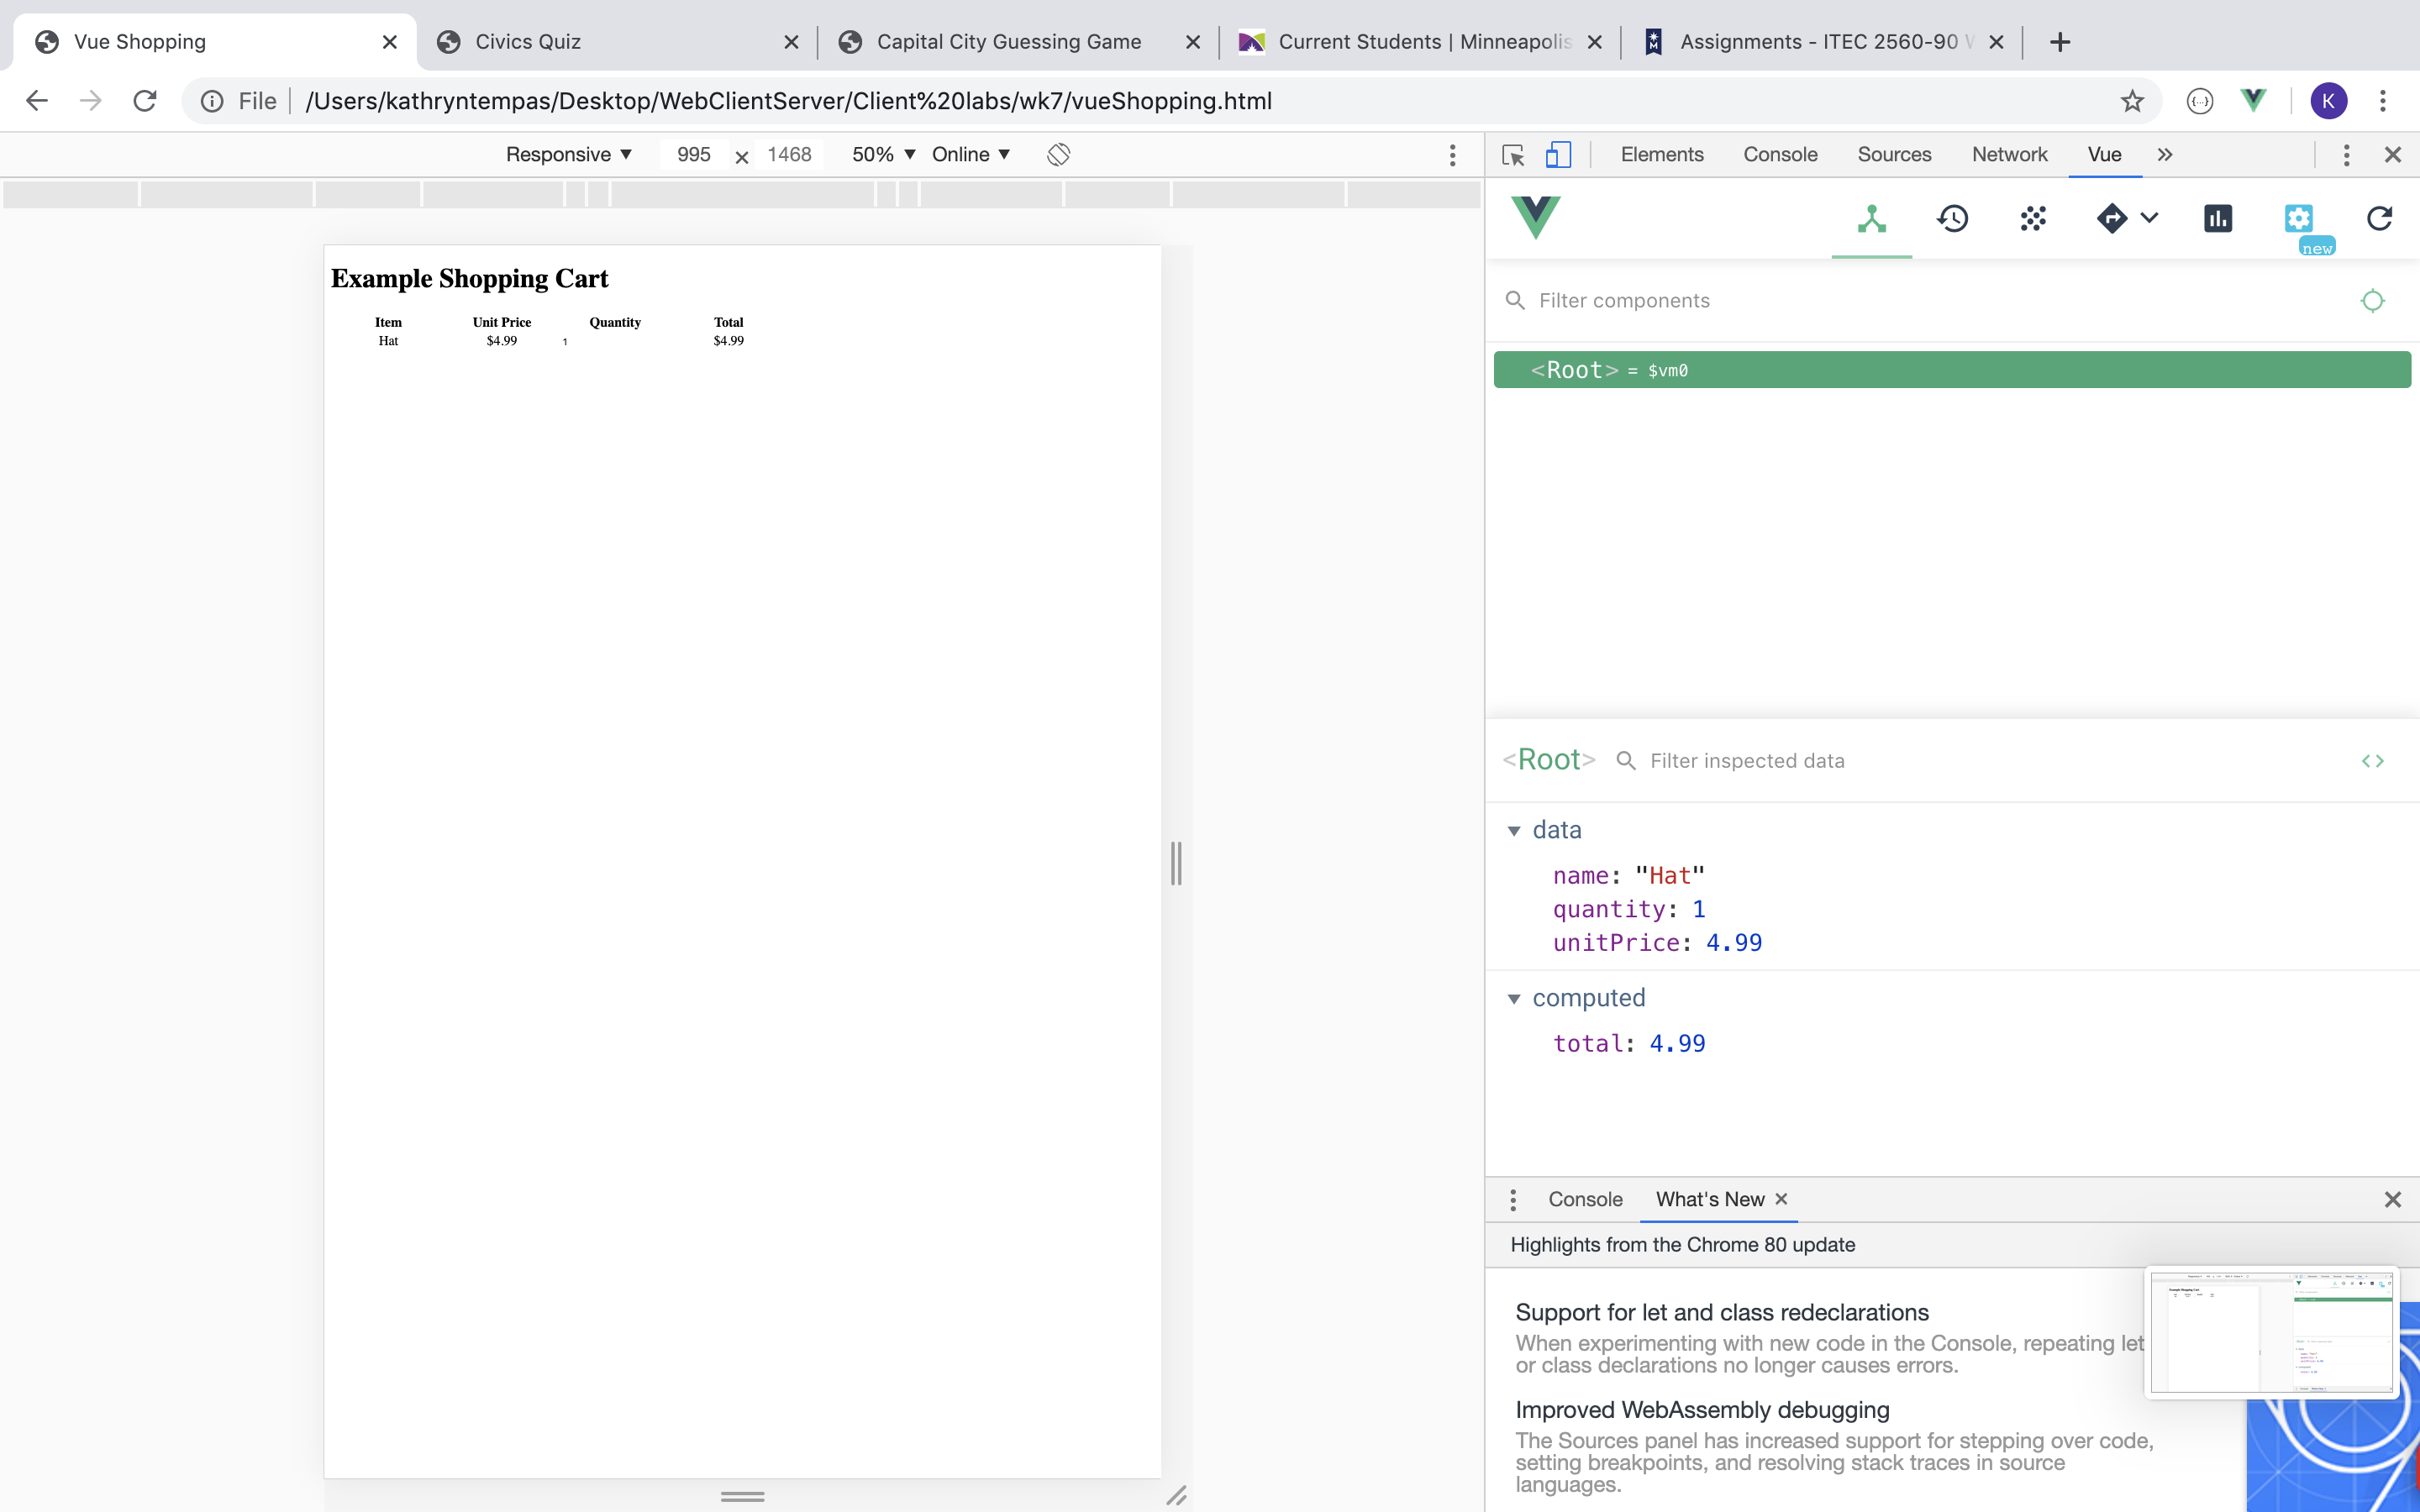 Vue Shopping
Civics Quiz
Capital City Guessing Game
Current Students | Minneapolis
Assignments - ITEC 2560-90
File /Users/kathryntempas/Desktop/WebClientServer/Client%20labs/wk7/vueShopping.html
K
Responsive ▼ 995 × 1468 50% ▼ Online ▼
Elements Console Sources Network Vue »
new
Filter components
<Root> = $vm0
Example Shopping Cart
Item Unit Price Quantity Total
Hat $4.99 1 $4.99
<Root> Filter inspected data
data
name: "Hat"
quantity: 1
unitPrice: 4.99
computed
total: 4.99
Console What's New
Highlights from the Chrome 80 update
Support for let and class redeclarations
When experimenting with new code in the Console, repeating let
or class declarations no longer causes errors.
Improved WebAssembly debugging
The Sources panel has increased support for stepping over code,
setting breakpoints, and resolving stack traces in source
languages.